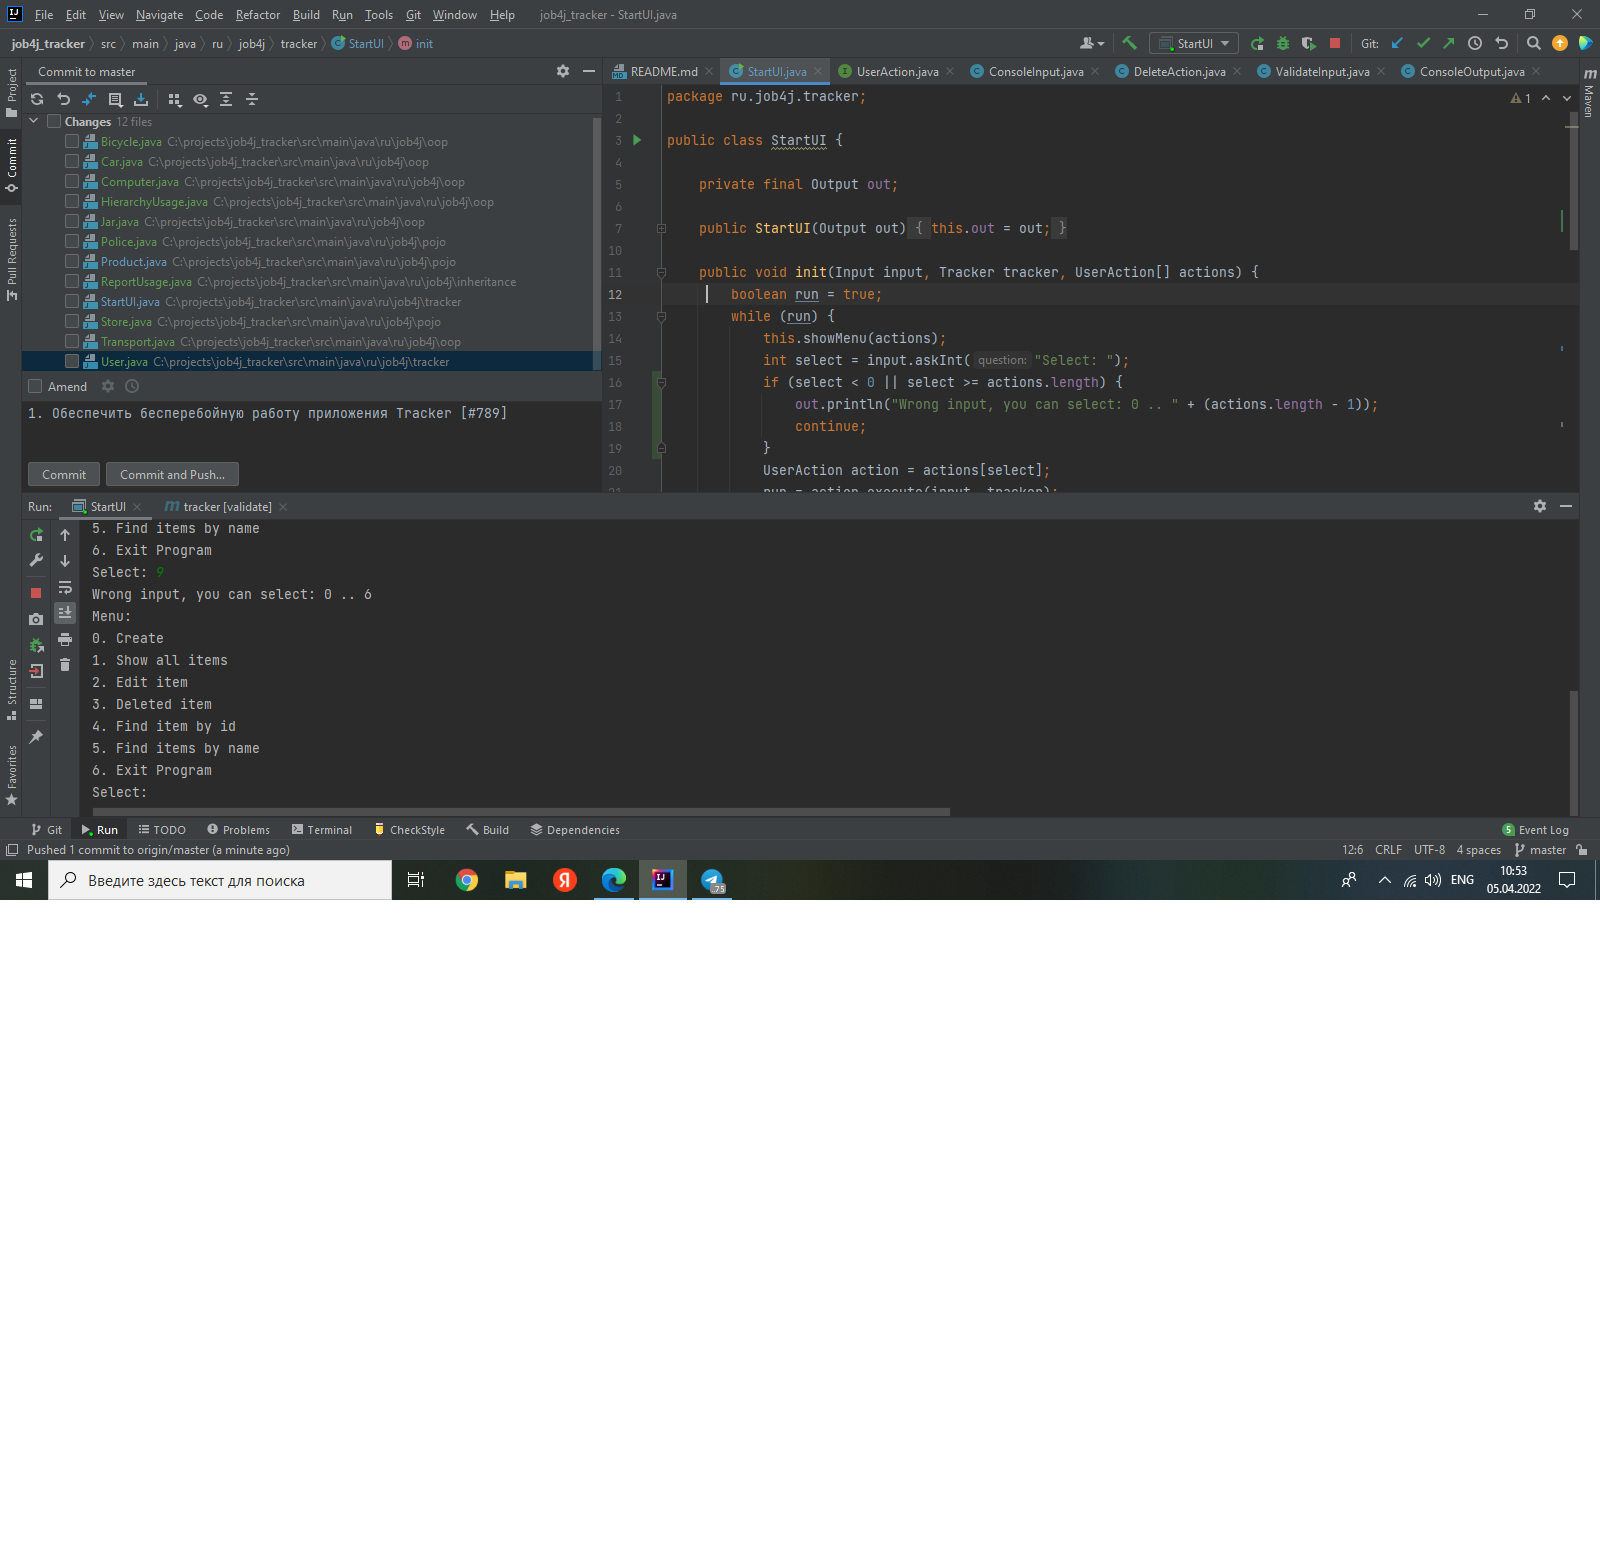 File Edit View Navigate Code Refactor Build Run Tools Git Window Help job4j_tracker - StartUI.java
job4j_tracker src main java ru job4j tracker StartUI init
StartUI Git:
Commit to master
README.md StartUI.java UserAction.java ConsoleInput.java DeleteAction.java ValidateInput.java ConsoleOutput.java
Project
Commit
Pull Requests
Structure
Favorites
Maven
Changes 12 files
Bicycle.java C:\projects\job4j_tracker\src\main\java\ru\job4j\oop
Car.java C:\projects\job4j_tracker\src\main\java\ru\job4j\oop
Computer.java C:\projects\job4j_tracker\src\main\java\ru\job4j\oop
HierarchyUsage.java C:\projects\job4j_tracker\src\main\java\ru\job4j\oop
Jar.java C:\projects\job4j_tracker\src\main\java\ru\job4j\oop
Police.java C:\projects\job4j_tracker\src\main\java\ru\job4j\pojo
Product.java C:\projects\job4j_tracker\src\main\java\ru\job4j\pojo
ReportUsage.java C:\projects\job4j_tracker\src\main\java\ru\job4j\inheritance
StartUI.java C:\projects\job4j_tracker\src\main\java\ru\job4j\tracker
Store.java C:\projects\job4j_tracker\src\main\java\ru\job4j\pojo
Transport.java C:\projects\job4j_tracker\src\main\java\ru\job4j\oop
User.java C:\projects\job4j_tracker\src\main\java\ru\job4j\tracker
Amend
1. Обеспечить бесперебойную работу приложения Tracker [#789]
Commit Commit and Push...
1 package ru.job4j.tracker; 1
2
3 public class StartUI {
4
5 private final Output out;
6
7 public StartUI(Output out) { this.out = out; }
10
11 public void init(Input input, Tracker tracker, UserAction[] actions) {
12 boolean run = true;
13 while (run) {
14 this.showMenu(actions);
15 int select = input.askInt( question: "Select: ");
16 if (select < 0 || select >= actions.length) {
17 out.println("Wrong input, you can select: 0 .. " + (actions.length - 1));
18 continue;
19 }
20 UserAction action = actions[select];
21 run = action.execute(input, tracker);
Run: StartUI tracker [validate]
5. Find items by name
6. Exit Program
Select: 9
Wrong input, you can select: 0 .. 6
Menu:
0. Create
1. Show all items
2. Edit item
3. Deleted item
4. Find item by id
5. Find items by name
6. Exit Program
Select:
Git Run TODO Problems Terminal CheckStyle Build Dependencies 5 Event Log
Pushed 1 commit to origin/master (a minute ago) 12:6 CRLF UTF-8 4 spaces master
Введите здесь текст для поиска
Я
.75
ENG
10:53
05.04.2022